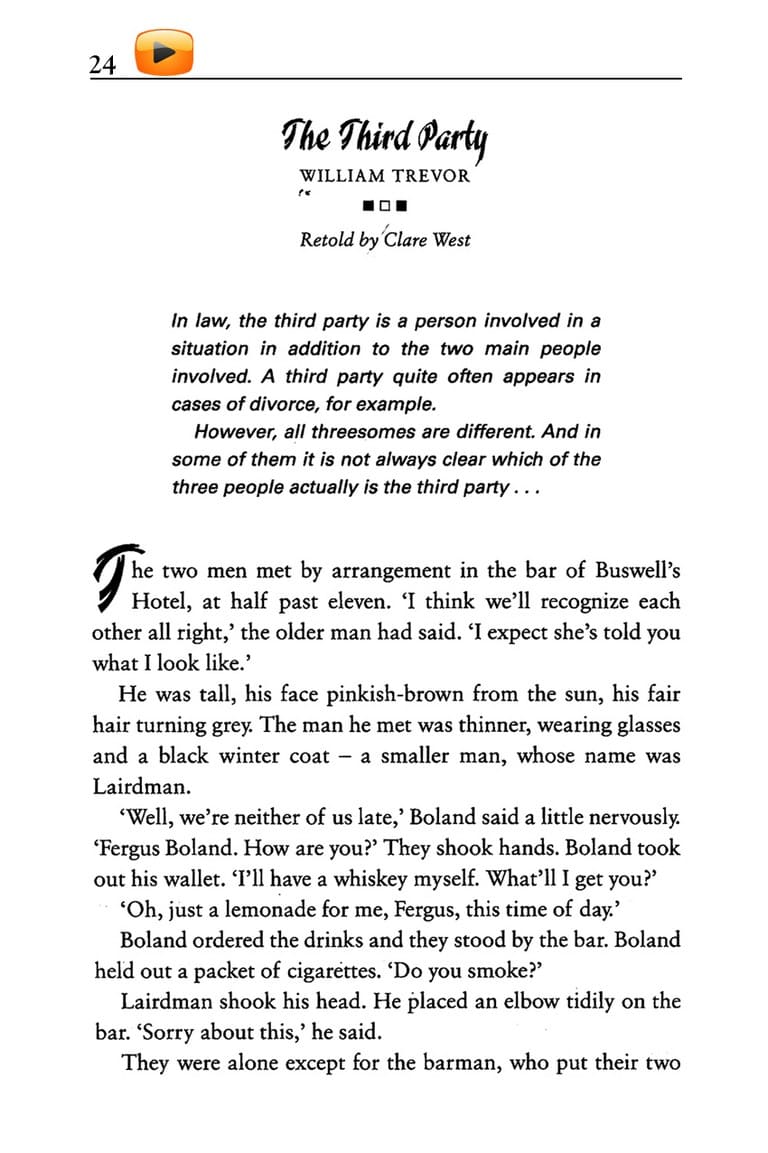 24
The Third Party
WILLIAM TREVOR
Retold by Clare West
In law, the third party is a person involved in a
situation in addition to the two main people
involved. A third party quite often appears in
cases of divorce, for example.
However, all threesomes are different. And in
some of them it is not always clear which of the
three people actually is the third party . . .
The two men met by arrangement in the bar of Buswell’s
Hotel, at half past eleven. ‘I think we’ll recognize each
other all right,’ the older man had said. ‘I expect she’s told you
what I look like.’
He was tall, his face pinkish-brown from the sun, his fair
hair turning grey. The man he met was thinner, wearing glasses
and a black winter coat – a smaller man, whose name was
Lairdman.
‘Well, we’re neither of us late,’ Boland said a little nervously.
‘Fergus Boland. How are you?’ They shook hands. Boland took
out his wallet. ‘I’ll have a whiskey myself. What’ll I get you?’
‘Oh, just a lemonade for me, Fergus, this time of day.’
Boland ordered the drinks and they stood by the bar. Boland
held out a packet of cigarettes. ‘Do you smoke?’
Lairdman shook his head. He placed an elbow tidily on the
bar. ‘Sorry about this,’ he said.
They were alone except for the barman, who put their two